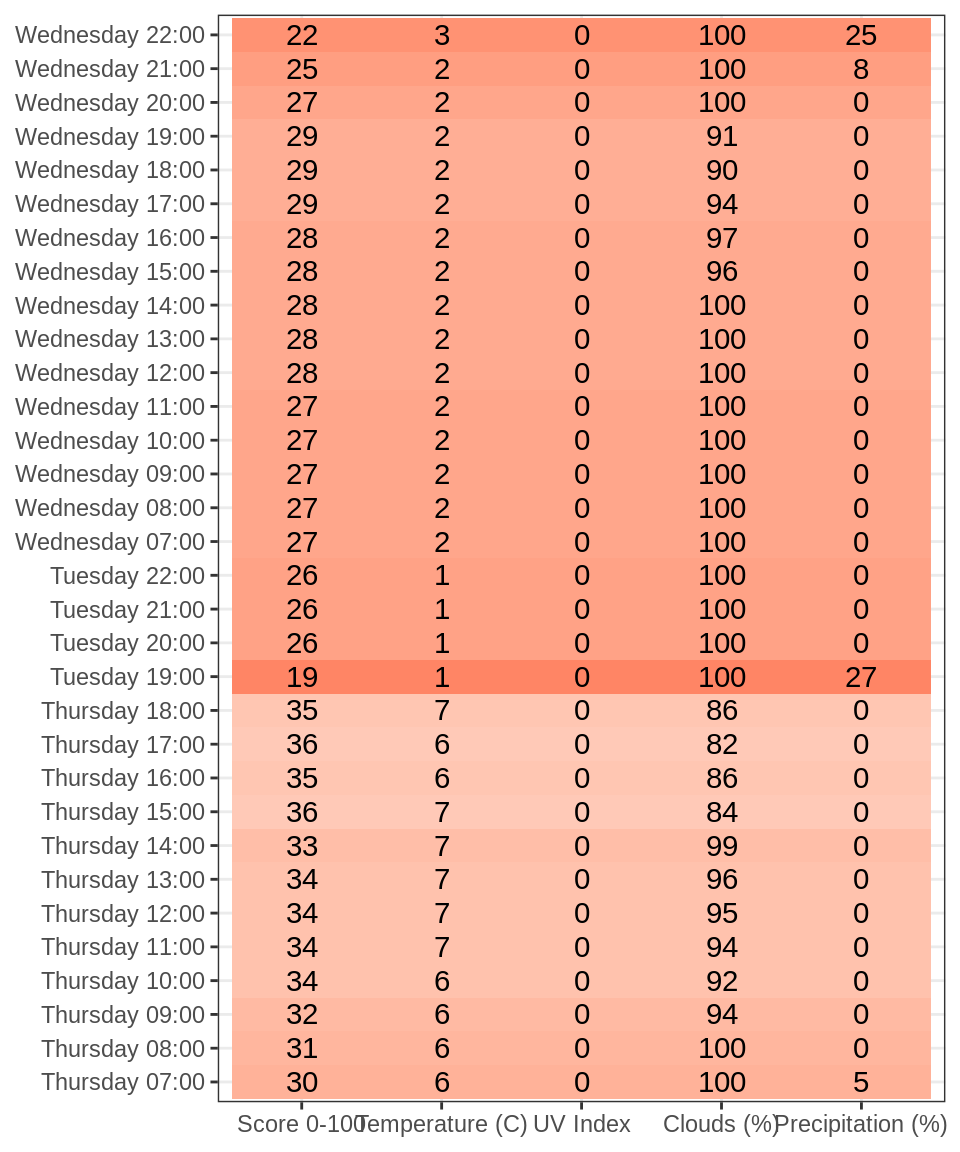 Wednesday 22:00 22 3 0 100 25
Wednesday 21:00 25 2 0 100 8
Wednesday 20:00 27 2 0 100 0
Wednesday 19:00 29 2 0 91 0
Wednesday 18:00 29 2 0 90 0
Wednesday 17:00 29 2 0 94 0
Wednesday 16:00 28 2 0 97 0
Wednesday 15:00 28 2 0 96 0
Wednesday 14:00 28 2 0 100 0
Wednesday 13:00 28 2 0 100 0
Wednesday 12:00 28 2 0 100 0
Wednesday 11:00 27 2 0 100 0
Wednesday 10:00 27 2 0 100 0
Wednesday 09:00 27 2 0 100 0
Wednesday 08:00 27 2 0 100 0
Wednesday 07:00 27 2 0 100 0
Tuesday 22:00 26 1 0 100 0
Tuesday 21:00 26 1 0 100 0
Tuesday 20:00 26 1 0 100 0
Tuesday 19:00 19 1 0 100 27
Thursday 18:00 35 7 0 86 0
Thursday 17:00 36 6 0 82 0
Thursday 16:00 35 6 0 86 0
Thursday 15:00 36 7 0 84 0
Thursday 14:00 33 7 0 99 0
Thursday 13:00 34 7 0 96 0
Thursday 12:00 34 7 0 95 0
Thursday 11:00 34 7 0 94 0
Thursday 10:00 34 6 0 92 0
Thursday 09:00 32 6 0 94 0
Thursday 08:00 31 6 0 100 0
Thursday 07:00 30 6 0 100 5
Score 0-100 Temperature (C) UV Index Clouds (%) Precipitation (%)